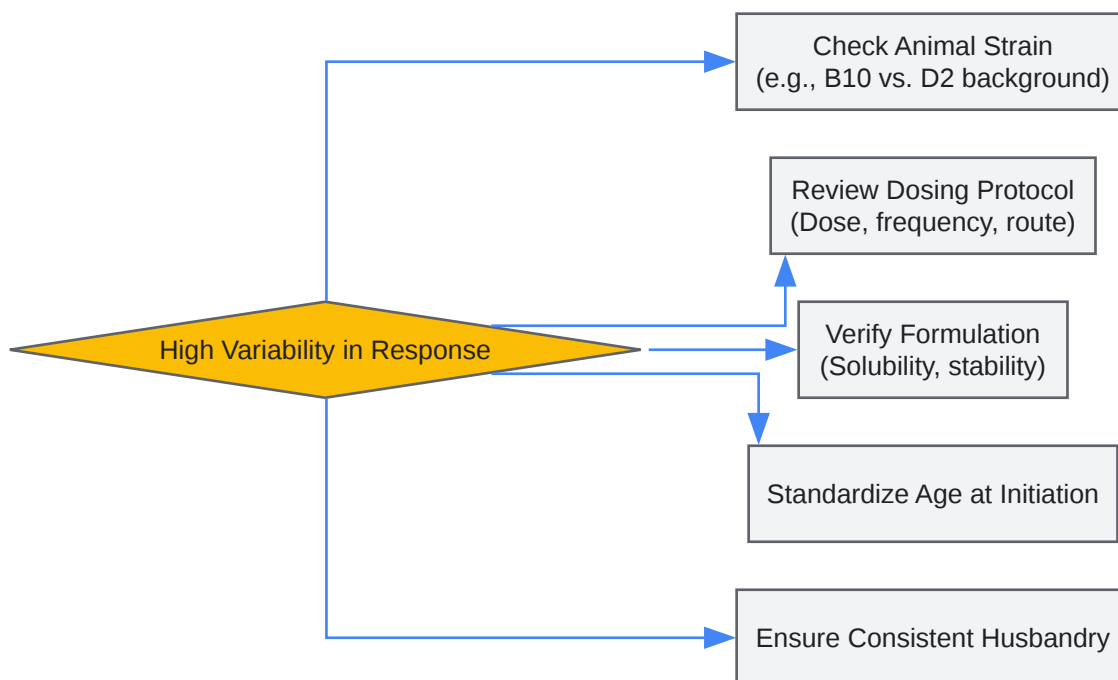 Check Animal Strain
(e.g., B10 vs. D2 background)
Review Dosing Protocol
(Dose, frequency, route)
High Variability in Response
Verify Formulation
(Solubility, stability)
Standardize Age at Initiation
Ensure Consistent Husbandry